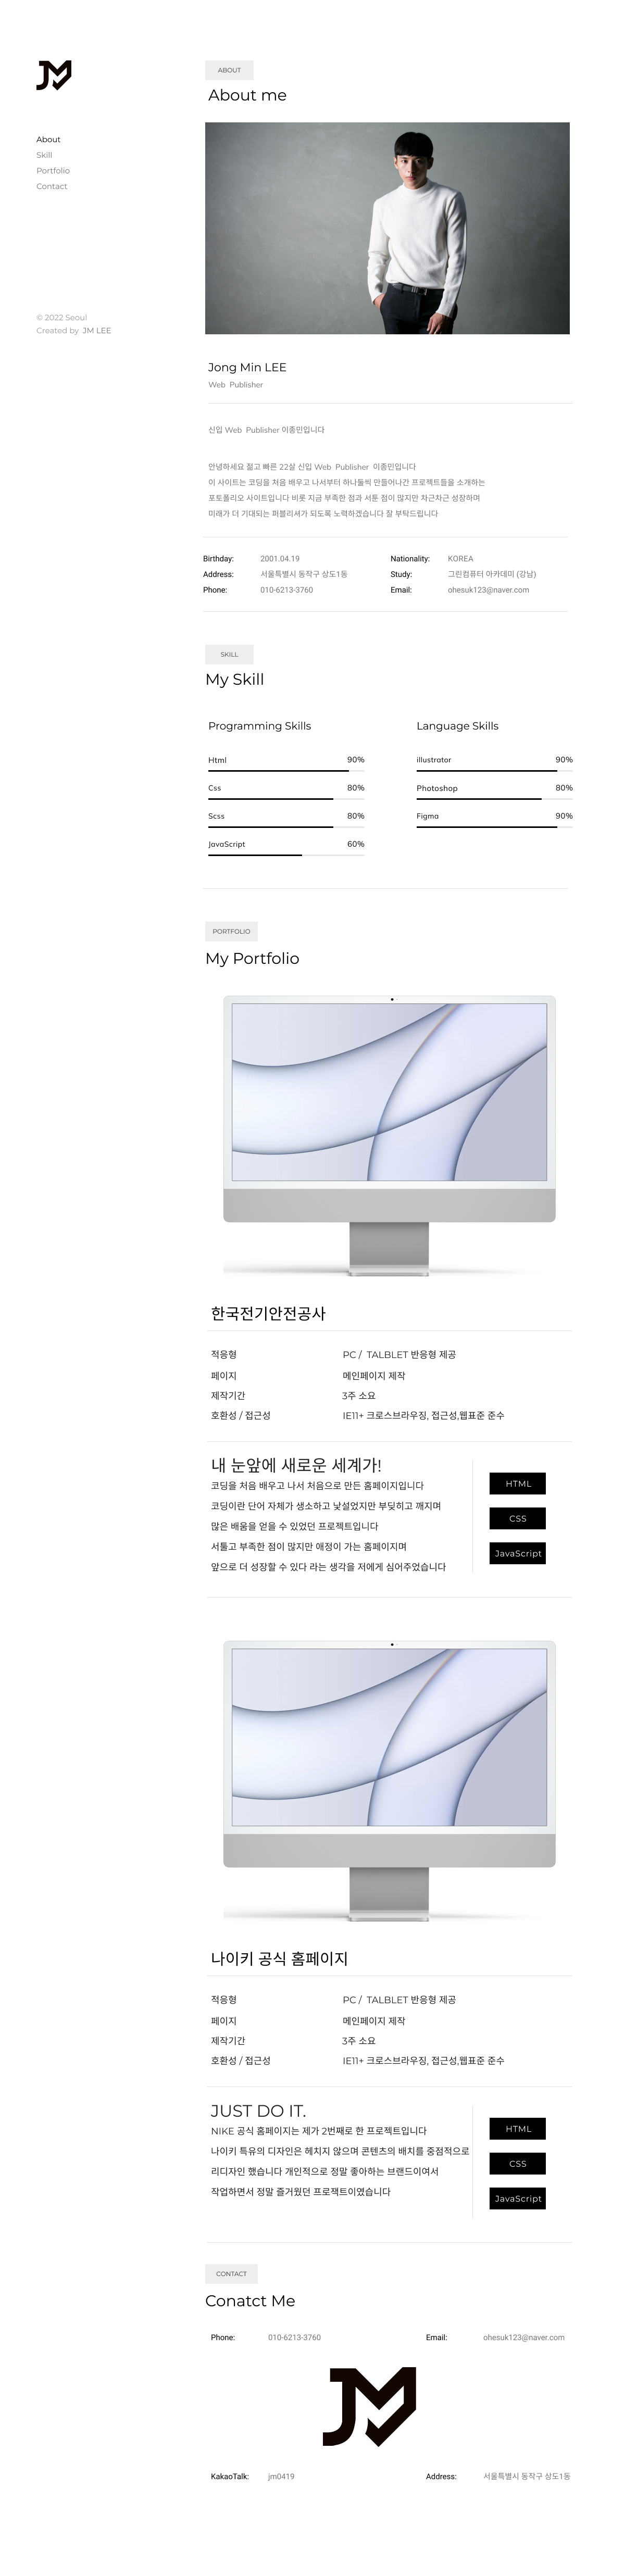 JM
About
Skill
Portfolio
Contact
© 2022 Seoul
Created by JM LEE
ABOUT
About me
Jong Min LEE
Web Publisher
신입 Web Publisher 이종민입니다
안녕하세요 젊고 빠른 22살 신입 Web Publisher 이종민입니다
이 사이트는 코딩을 처음 배우고 나서부터 하나둘씩 만들어나간 프로젝트들을 소개하는
포토폴리오 사이트입니다 비롯 지금 부족한 점과 서툰 점이 많지만 차근차근 성장하며
미래가 더 기대되는 퍼블리셔가 되도록 노력하겠습니다 잘 부탁드립니다
Birthday: 2001.04.19 Nationality: KOREA
Address: 서울특별시 동작구 상도1동 Study: 그린컴퓨터 아카데미 (강남)
Phone: 010-6213-3760 Email: ohesuk123@naver.com
SKILL
My Skill
Programming Skills Language Skills
Html 90% illustrator 90%
Css 80% Photoshop 80%
Scss 80% Figma 90%
JavaScript 60%
PORTFOLIO
My Portfolio
한국전기안전공사
적응형 PC / TALBLET 반응형 제공
페이지 메인페이지 제작
제작기간 3주 소요
호환성 / 접근성 IE11+ 크로스브라우징, 접근성,웹표준 준수
내 눈앞에 새로운 세계가!
코딩을 처음 배우고 나서 처음으로 만든 홈페이지입니다
코딩이란 단어 자체가 생소하고 낯설었지만 부딪히고 깨지며
많은 배움을 얻을 수 있었던 프로젝트입니다
서툴고 부족한 점이 많지만 애정이 가는 홈페이지며
앞으로 더 성장할 수 있다 라는 생각을 저에게 심어주었습니다
HTML
CSS
JavaScript
나이키 공식 홈페이지
적응형 PC / TALBLET 반응형 제공
페이지 메인페이지 제작
제작기간 3주 소요
호환성 / 접근성 IE11+ 크로스브라우징, 접근성,웹표준 준수
JUST DO IT.
NIKE 공식 홈페이지는 제가 2번째로 한 프로젝트입니다
나이키 특유의 디자인은 헤치지 않으며 콘텐츠의 배치를 중점적으로
리디자인 했습니다 개인적으로 정말 좋아하는 브랜드이여서
작업하면서 정말 즐거웠던 프로젝트이였습니다
HTML
CSS
JavaScript
CONTACT
Conatct Me
Phone: 010-6213-3760 Email: ohesuk123@naver.com
JM
KakaoTalk: jm0419 Address: 서울특별시 동작구 상도1동